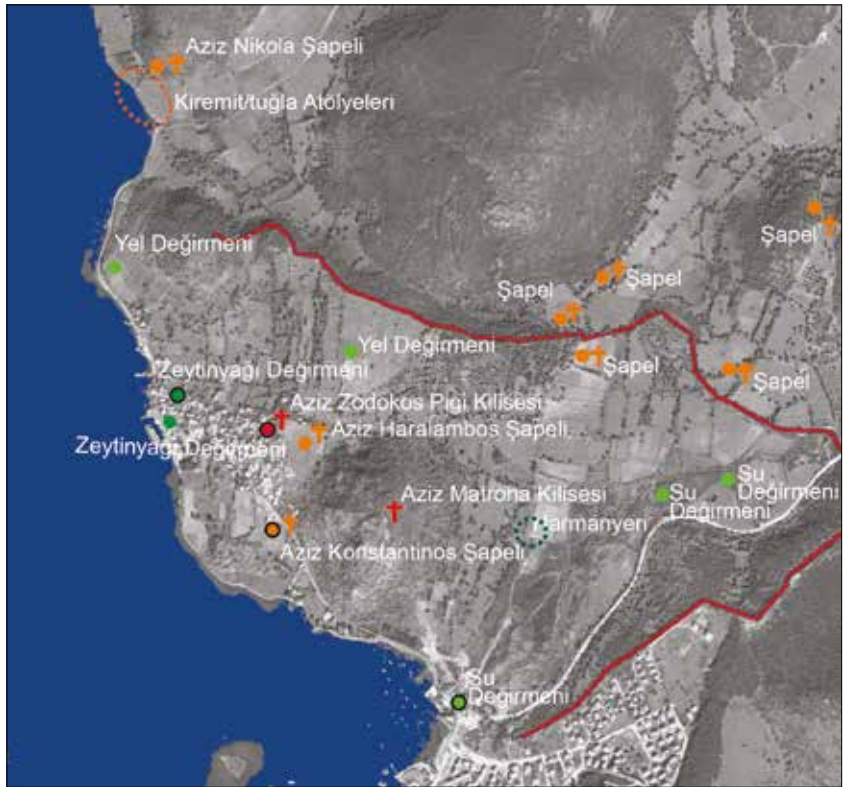 Aziz Nikola Şapeli
Kiremit/tuğla Atölyeleri
Şapel
Yel Değirmeni
Şapel
Şapel
Yel Değirmeni
Şapel
Zeytinyağı Değirmeni
Şapel
Aziz Zodokos Pigi Kilisesi
Aziz Haralambos Şapeli
Zeytinyağı Değirmeni
Su
Değirmeni
Aziz Matrona Kilisesi
Su
Değirmeni
Harmanyeri
Aziz Konstantinos Şapeli
Su
Değirmeni